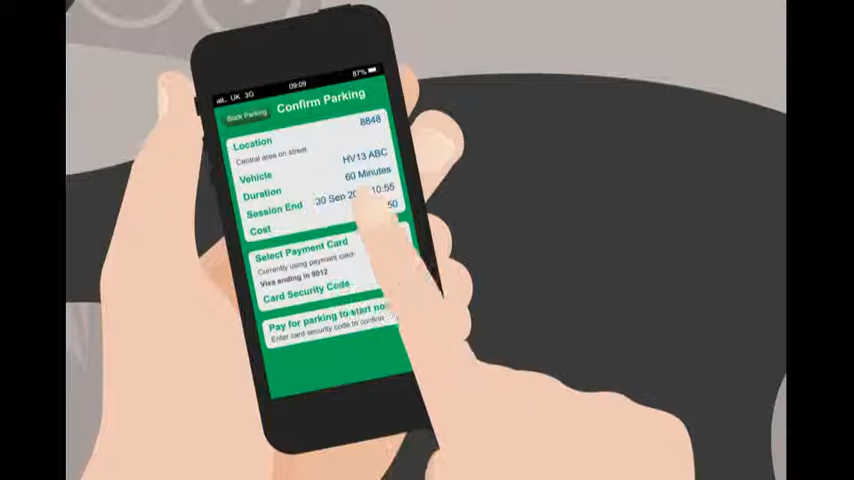 UK 3G 09:09 87%
Book Parking Confirm Parking
Location 8848
Central area on street
Vehicle HV13 ABC
Duration 60 Minutes
Session End 30 Sep 10:55
Cost 50
Select Payment Card
Currently using payment card
Visa ending in 9012
Card Security Code
Pay for parking to start
Enter card security code to confirm